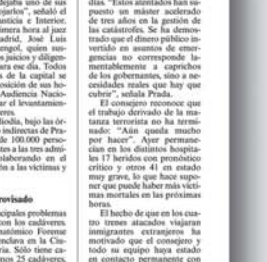 dejaba uno de sus
ojarlos", señaló el
usticia e Interior.
imera hora al juez
adrid, José Luis
engol, quien sus-
s juicios y diligen-
ara ese día. Todos
s de la capital se
osición de sus ho-
Audiencia Nacio-
ar el levantamien-
eres.
iodía, bajo las ór-
indirectas de Pra-
de 100.000 perso-
tes a las tres admi-
olaborando en el
n a las víctimas y
rovisado
cipales problemas
con los cadáveres.
natómico Forense
nclava en la Ciu-
ria. Sólo tiene ca-
nos 25 cadáveres.
días. "Estos atentados han su-
puesto un máster acelerado
de tres años en la gestión de
las catástrofes. Se ha demos-
trado que el dinero público in-
vertido en asuntos de emer-
gencias no corresponde la-
mentablemente a caprichos
de los gobernantes, sino a ne-
cesidades reales que hay que
cubrir", señala Prada.
El consejero reconoce que
el trabajo derivado de la ma-
tanza terrorista no ha termi-
nado: "Aún queda mucho
por hacer". Ayer permane-
cían en los distintos hospita-
les 17 heridos con pronóstico
crítico y otros 41 en estado
muy grave, lo que hace supo-
ner que puede haber más vícti-
mas mortales en las próximas
horas.
El hecho de que en los cua-
tro trenes atacados viajaran
inmigrantes extranjeros ha
motivado que el consejero y
todo su equipo haya estado
en contacto permanente con